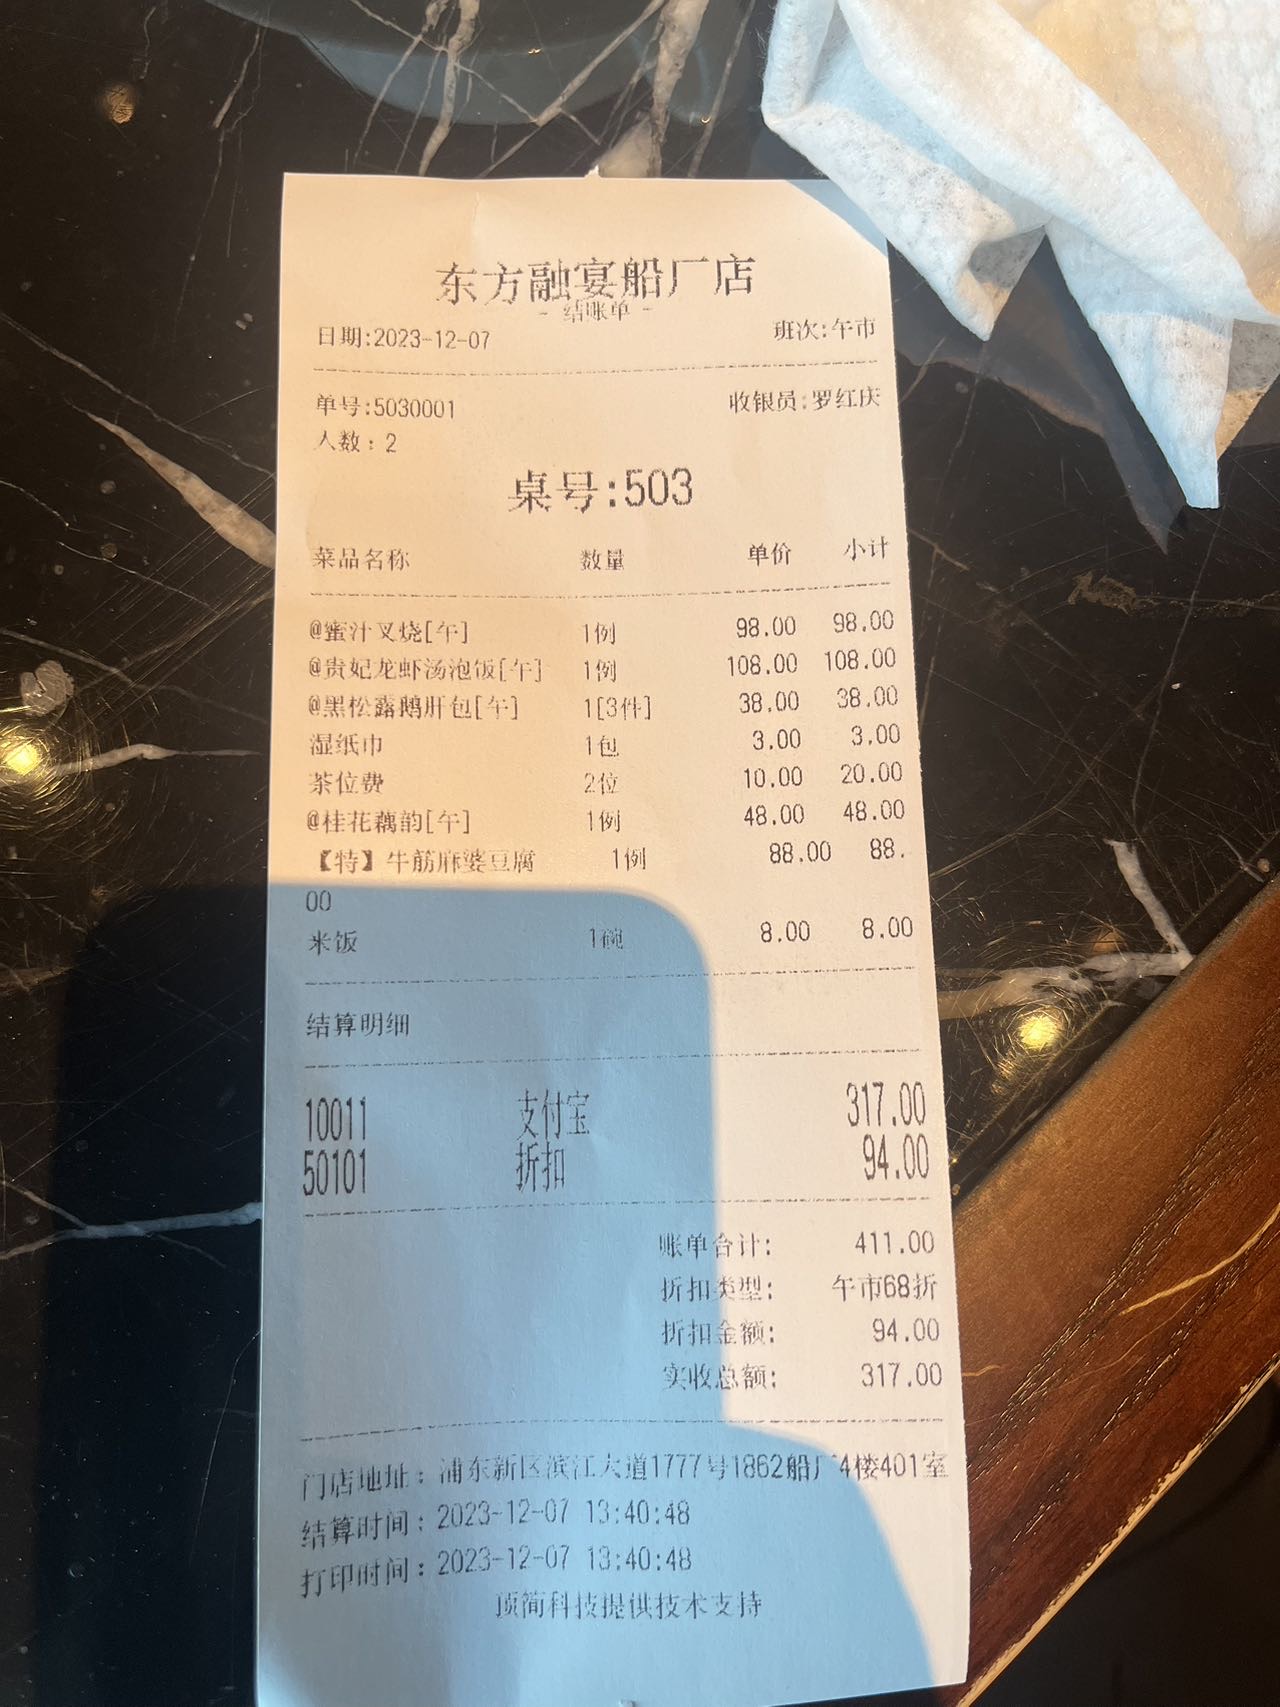 东方融宴船厂店
- 结账单 -
日期:2023-12-07 班次:午市
单号:5030001 收银员:罗红庆
人数：2
桌号:503
菜品名称 数量 单价 小计
@蜜汁叉烧[午] 1例 98.00 98.00
@贵妃龙虾汤泡饭[午] 1例 108.00 108.00
@黑松露鹅肝包[午] 1[3件] 38.00 38.00
湿纸巾 1包 3.00 3.00
茶位费 2位 10.00 20.00
@桂花藕韵[午] 1例 48.00 48.00
【特】牛筋麻婆豆腐 1例 88.00 88.
00
米饭 1碗 8.00 8.00
结算明细
10011 支付宝 317.00
50101 折扣 94.00
账单合计: 411.00
折扣类型: 午市68折
折扣金额: 94.00
实收总额: 317.00
门店地址：浦东新区滨江大道1777号1862船厂4楼401室
结算时间：2023-12-07 13:40:48
打印时间：2023-12-07 13:40:48
顶简科技提供技术支持